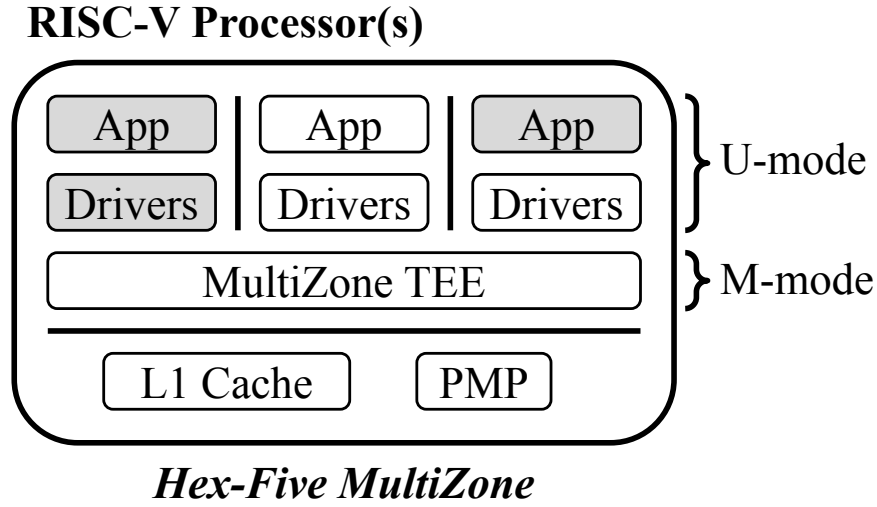 RISC-V Processor(s)
App App App
Drivers Drivers Drivers
U-mode
MultiZone TEE
M-mode
L1 Cache PMP
Hex-Five MultiZone